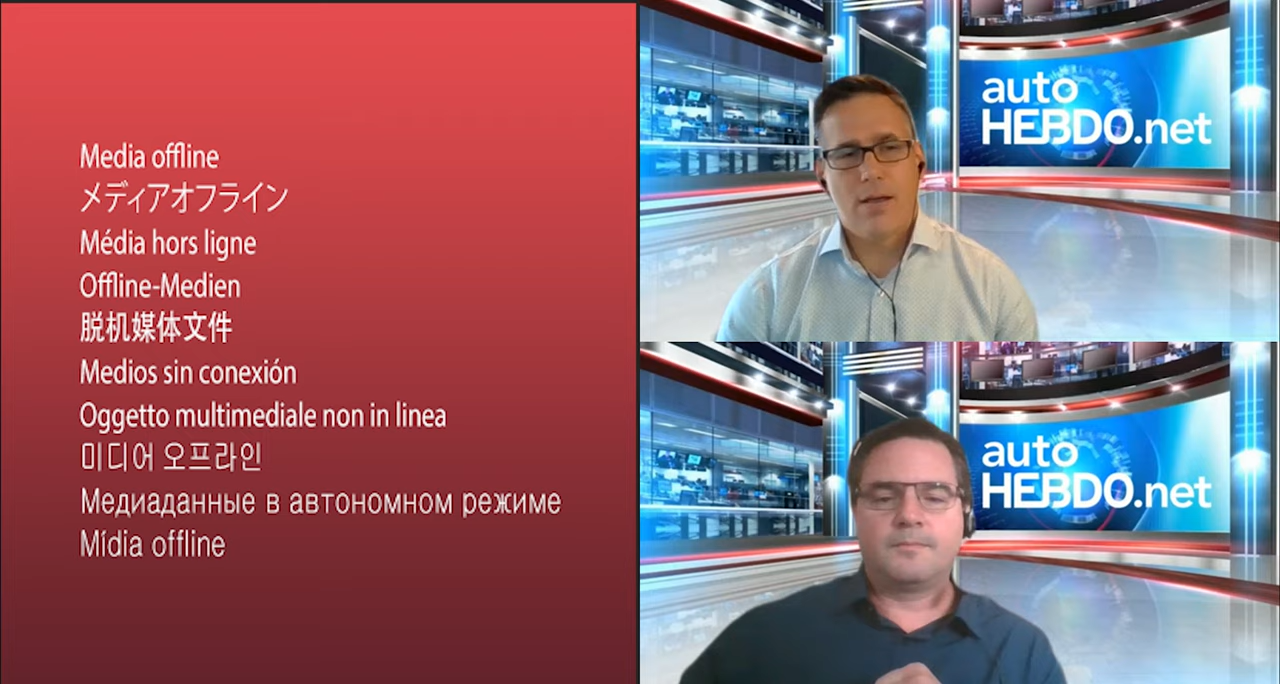 Media offline
メディアオフライン
Média hors ligne
Offline-Medien
脱机媒体文件
Medios sin conexión
Oggetto multimediale non in linea
미디어 오프라인
Медиаданные в автономном режиме
Mídia offline
auto
HEBDO.net
auto
HEBDO.net